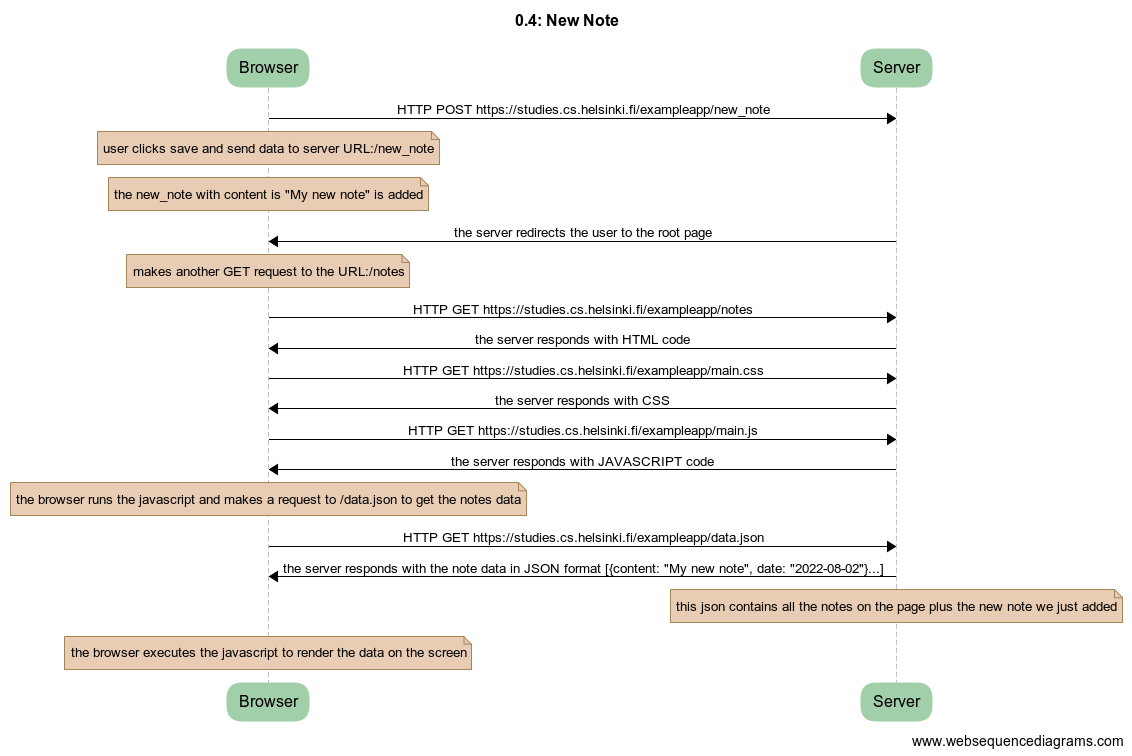 0.4: New Note
Browser
Server
HTTP POST https://studies.cs.helsinki.fi/exampleapp/new_note
user clicks save and send data to server URL:/new_note
the new_note with content is "My new note" is added
the server redirects the user to the root page
makes another GET request to the URL:/notes
HTTP GET https://studies.cs.helsinki.fi/exampleapp/notes
the server responds with HTML code
HTTP GET https://studies.cs.helsinki.fi/exampleapp/main.css
the server responds with CSS
HTTP GET https://studies.cs.helsinki.fi/exampleapp/main.js
the server responds with JAVASCRIPT code
the browser runs the javascript and makes a request to /data.json to get the notes data
HTTP GET https://studies.cs.helsinki.fi/exampleapp/data.json
the server responds with the note data in JSON format [{content: "My new note", date: "2022-08-02"}...]
this json contains all the notes on the page plus the new note we just added
the browser executes the javascript to render the data on the screen
Browser
Server
www.websequencediagrams.com